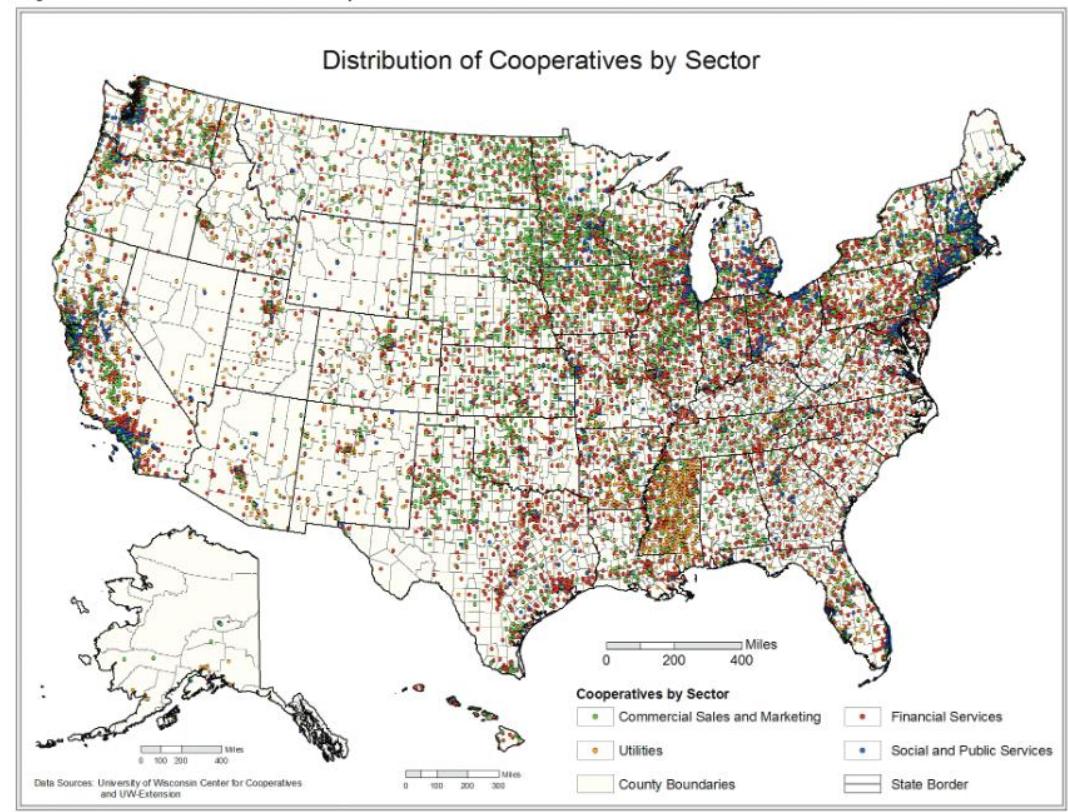 Distribution of Cooperatives by Sector
Miles
0 200 400
Cooperatives by Sector
Commercial Sales and Marketing
Financial Services
Utilities
Social and Public Services
County Boundaries
State Border
Miles
0 100 200 400
Miles
0 100 200 300
Data Sources: University of Wisconsin Center for Cooperatives
and UW-Extension